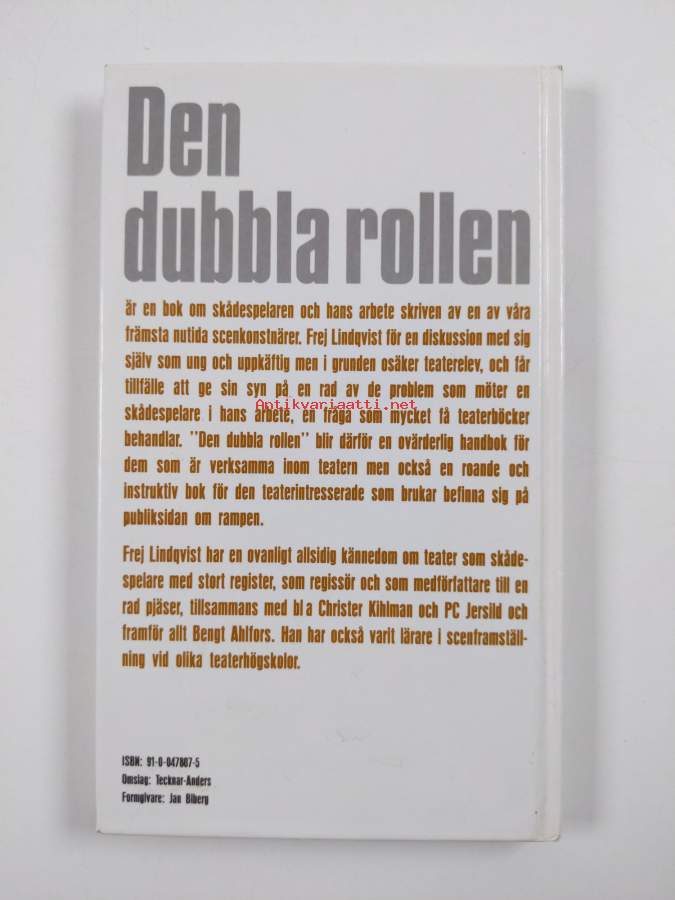 Den
dubbla rollen
är en bok om skådespelaren och hans arbete skriven av en av våra
främsta nutida scenkonstnärer. Frej Lindqvist för en diskussion med sig
själv som ung och uppkäftig men i grunden osäker teaterelev, och får
tillfälle att ge sin syn på en rad av de problem som möter en
Antikvariaatti.net
skådespelare i hans arbete, en fråga som mycket få teaterböcker
behandlar. "Den dubbla rollen" blir därför en ovärderlig handbok för
dem som är verksamma inom teatern men också en roande och
instruktiv bok för den teaterintresserade som brukar befinna sig på
publiksidan om rampen.
Frej Lindqvist har en ovanligt allsidig kännedom om teater som skåde-
spelare med stort register, som regissör och som medförfattare till en
rad pjäser, tillsammans med bl a Christer Kihlman och PC Jersild och
framför allt Bengt Ahlfors. Han har också varit lärare i scenframställ-
ning vid olika teaterhögskolor.
ISBN: 91-0-047807-5
Omslag: Tecknar-Anders
Formgivare: Jan Biberg